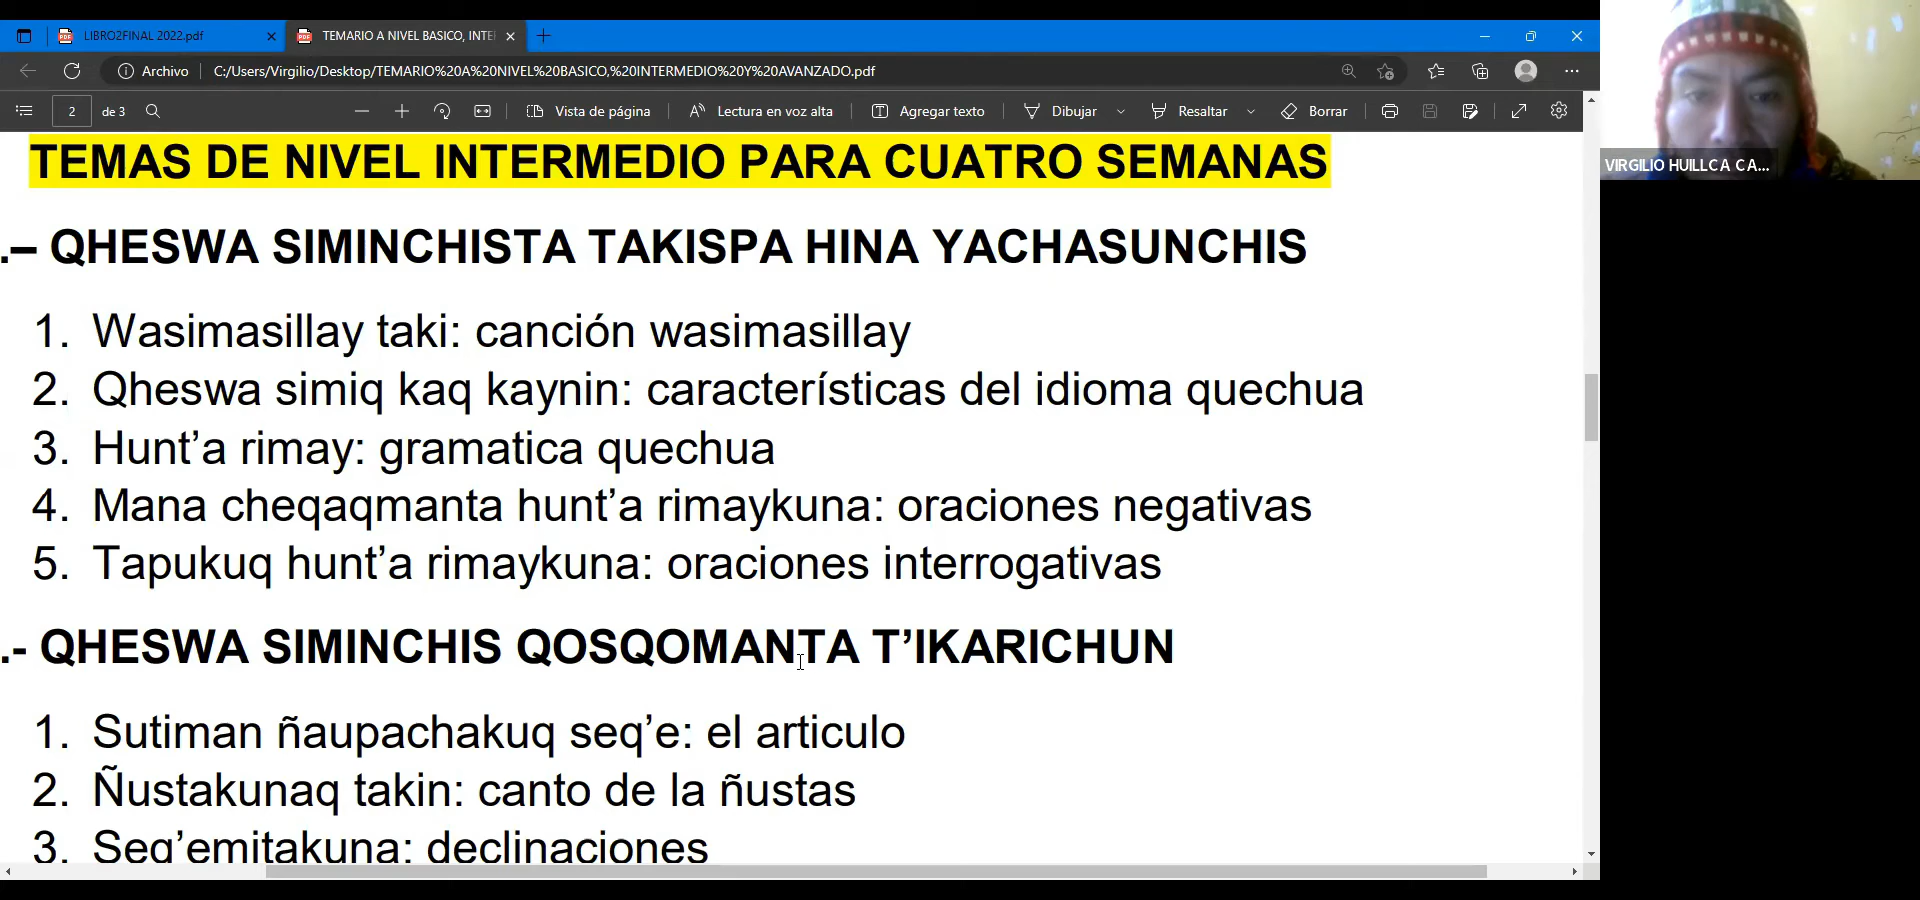 LIBRO2FINAL 2022.pdf
TEMARIO A NIVEL BASICO, INTE
Archivo C:/Users/Virgilio/Desktop/TEMARIO%20A%20NIVEL%20BASICO,%20INTERMEDIO%20Y%20AVANZADO.pdf
2 de 3 Vista de página Lectura en voz alta Agregar texto Dibujar Resaltar Borrar
TEMAS DE NIVEL INTERMEDIO PARA CUATRO SEMANAS
.– QHESWA SIMINCHISTA TAKISPA HINA YACHASUNCHIS
1. Wasimasillay taki: canción wasimasillay
2. Qheswa simiq kaq kaynin: características del idioma quechua
3. Hunt’a rimay: gramatica quechua
4. Mana cheqaqmanta hunt’a rimaykuna: oraciones negativas
5. Tapukuq hunt’a rimaykuna: oraciones interrogativas
.- QHESWA SIMINCHIS QOSQOMANTA T’IKARICHUN
1. Sutiman ñaupachakuq seq’e: el articulo
2. Ñustakunaq takin: canto de la ñustas
3. Seq’emitakuna: declinaciones
VIRGILIO HUILLCA CA...